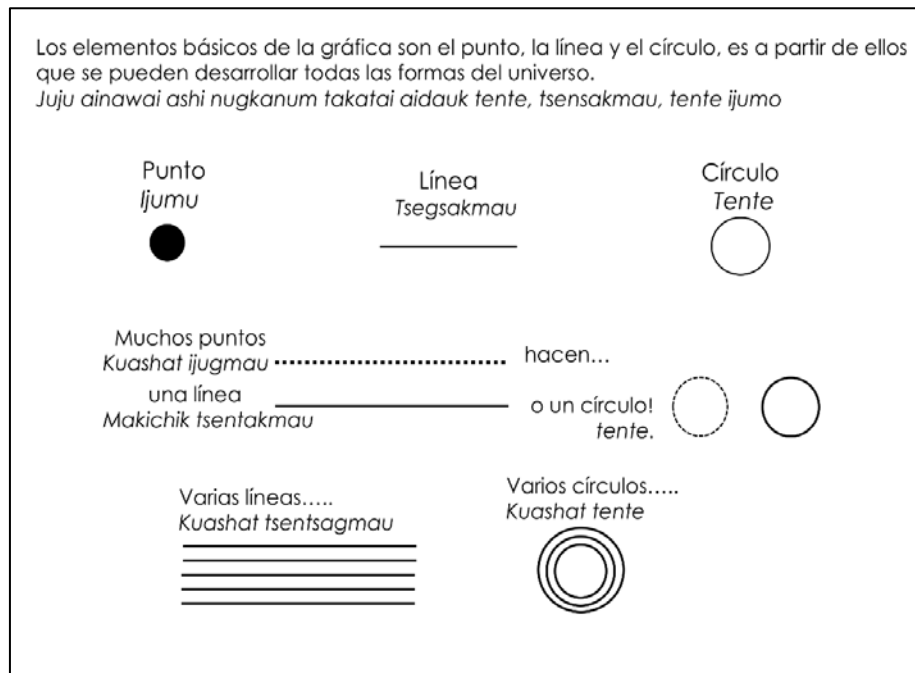 Los elementos básicos de la gráfica son el punto, la línea y el círculo, es a partir de ellos
que se pueden desarrollar todas las formas del universo.
Juju ainawai ashi nugkanum takatai aidauk tente, tsensakmau, tente ijumo
Punto
Ijumu
Línea
Tsegsakmau
Círculo
Tente
Muchos puntos
Kuashat ijugmau
hacen...
una línea
Makichik tsentakmau
o un círculo!
tente.
Varias líneas.....
Kuashat tsentsagmau
Varios círculos.....
Kuashat tente